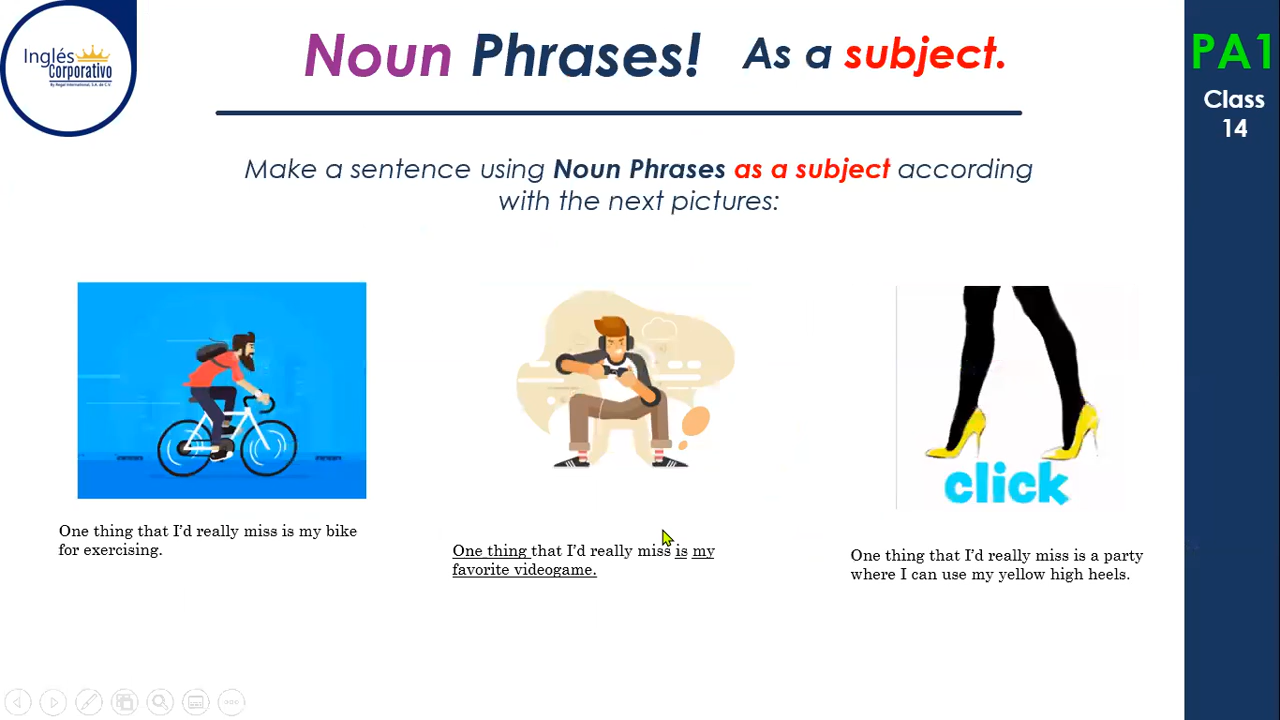 Inglés
Corporativo
By Regal International, S.A. de C.V.
Noun Phrases! As a subject.
PA1
Class
14
Make a sentence using Noun Phrases as a subject according
with the next pictures:
click
One thing that I'd really miss is my bike
for exercising.
One thing that I'd really miss is my
favorite videogame.
One thing that I'd really miss is a party
where I can use my yellow high heels.